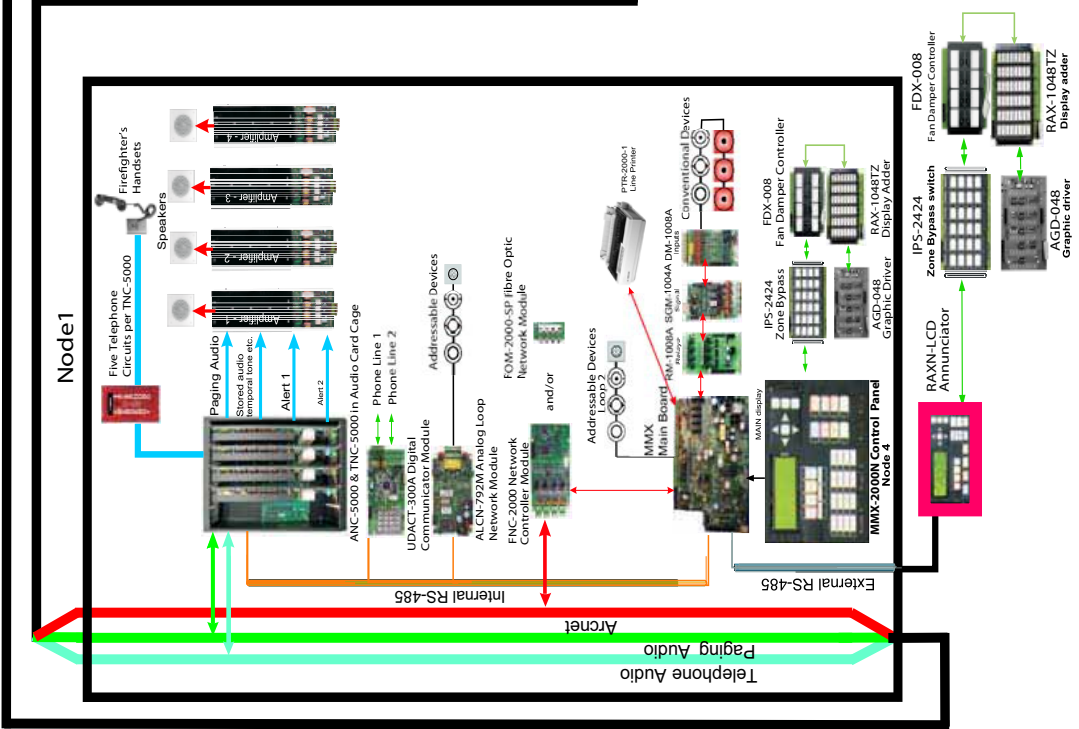 Node1
Firefighter's
Handsets
Speakers
Five Telephone
Circuits per TNC-5000
Amplifier - 1
Amplifier - 2
Amplifier - 3
Amplifier - 4
Paging Audio
Stored audio
temporal tone etc.
Alert 1
Alert 2
ANC-5000 & TNC-5000 in Audio Card Cage
Phone Line 1
Phone Line 2
UDACT-300A Digital
Communicator Module
Addressable Devices
ALCN-792M Analog Loop
Network Module
FOM-2000-SP Fibre Optic
Network Module
and/or
FNC-2000 Network
Controller Module
PTR-2000-1
Line Printer
Conventional Devices
Addressable Devices
Loop 2
RM-1008A
Relays
SGM-1004A
Signal
DM-1008A
Inputs
MMX
Main Board
MAIN display
MMX-2000N Control Panel
Node 4
FDX-008
Fan Damper Controller
RAX-1048TZ
Display Adder
IPS-2424
Zone Bypass
AGD-048
Graphic Driver
FDX-008
Fan Damper Controller
RAX-1048TZ
Display adder
IPS-2424
Zone Bypass switch
AGD-048
Graphic driver
RAXN-LCD
Annunciator
Internal RS-485
External RS-485
Arcnet
Paging Audio
Telephone Audio